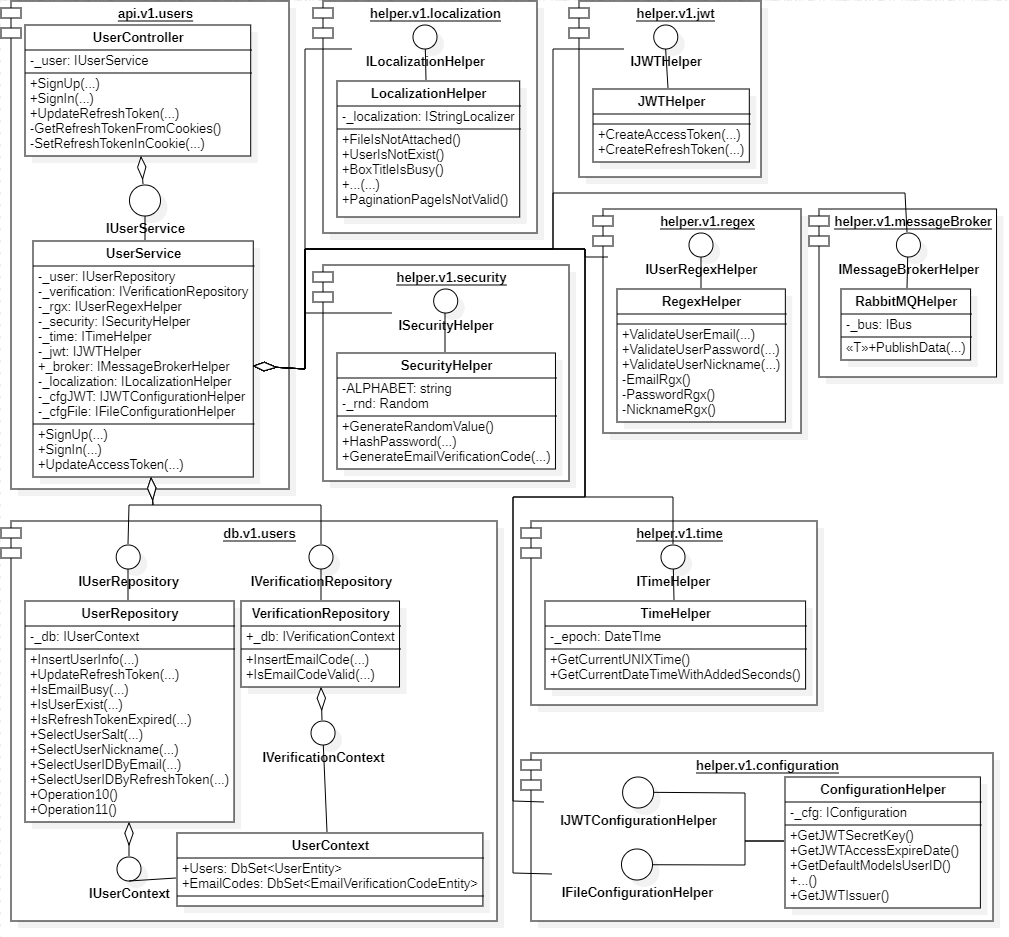 api.v1.users
UserController
-_user: IUserService
+SignUp(...)
+SignIn(...)
+UpdateRefreshToken(...)
-GetRefreshTokenFromCookies()
-SetRefreshTokenInCookie(...)
IUserService
UserService
-_user: IUserRepository
-_verification: IVerificationRepository
-_rgx: IUserRegexHelper
-_security: ISecurityHelper
-_time: ITimeHelper
-_jwt: IJWTHelper
+_broker: IMessageBrokerHelper
-_localization: ILocalizationHelper
-_cfgJWT: IJWTConfigurationHelper
-_cfgFile: IFileConfigurationHelper
+SignUp(...)
+SignIn(...)
+UpdateAccessToken(...)
helper.v1.localization
ILocalizationHelper
LocalizationHelper
-_localization: IStringLocalizer
+FileIsNotAttached()
+UserIsNotExist()
+BoxTitleIsBusy()
+...(...)
+PaginationPageIsNotValid()
helper.v1.jwt
IJWTHelper
JWTHelper
+CreateAccessToken(...)
+CreateRefreshToken(...)
helper.v1.security
ISecurityHelper
SecurityHelper
-ALPHABET: string
-_rnd: Random
+GenerateRandomValue()
+HashPassword(...)
+GenerateEmailVerificationCode(...)
helper.v1.regex
IUserRegexHelper
RegexHelper
+ValidateUserEmail(...)
+ValidateUserPassword(...)
+ValidateUserNickname(...)
-EmailRgx()
-PasswordRgx()
-NicknameRgx()
helper.v1.messageBroker
IMessageBrokerHelper
RabbitMQHelper
-_bus: IBus
«T»+PublishData(...)
db.v1.users
IUserRepository
UserRepository
-_db: IUserContext
+InsertUserInfo(...)
+UpdateRefreshToken(...)
+IsEmailBusy(...)
+IsUserExist(...)
+IsRefreshTokenExpired(...)
+SelectUserSalt(...)
+SelectUserNickname(...)
+SelectUserIDByEmail(...)
+SelectUserIDByRefreshToken(...)
+Operation10()
+Operation11()
IVerificationRepository
VerificationRepository
+_db: IVerificationContext
+InsertEmailCode(...)
+IsEmailCodeValid(...)
IVerificationContext
IUserContext
UserContext
+Users: DbSet<UserEntity>
+EmailCodes: DbSet<EmailVerificationCodeEntity>
helper.v1.time
ITimeHelper
TimeHelper
-_epoch: DateTIme
+GetCurrentUNIXTime()
+GetCurrentDateTimeWithAddedSeconds()
helper.v1.configuration
IJWTConfigurationHelper
IFileConfigurationHelper
ConfigurationHelper
-_cfg: IConfiguration
+GetJWTSecretKey()
+GetJWTAccessExpireDate()
+GetDefaultModelsUserID()
+...()
+GetJWTIssuer()